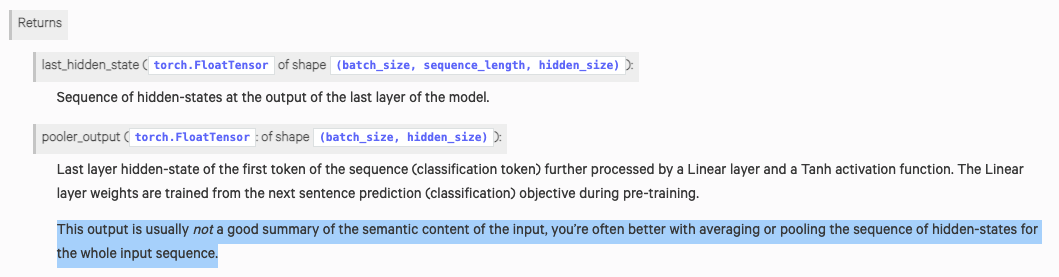 Returns
last_hidden_state (torch.FloatTensor of shape (batch_size, sequence_length, hidden_size)):
Sequence of hidden-states at the output of the last layer of the model.
pooler_output (torch.FloatTensor: of shape (batch_size, hidden_size)):
Last layer hidden-state of the first token of the sequence (classification token) further processed by a Linear layer and a Tanh activation function. The Linear
layer weights are trained from the next sentence prediction (classification) objective during pre-training.
This output is usually not a good summary of the semantic content of the input, you’re often better with averaging or pooling the sequence of hidden-states for
the whole input sequence.